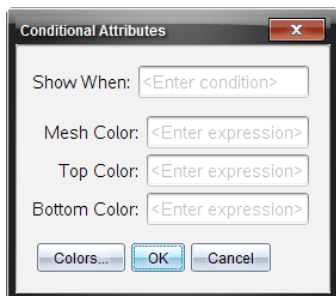 Conditional Attributes
Show When: <Enter condition>
Mesh Color: <Enter expression>
Top Color: <Enter expression>
Bottom Color: <Enter expression>
Colors... OK Cancel